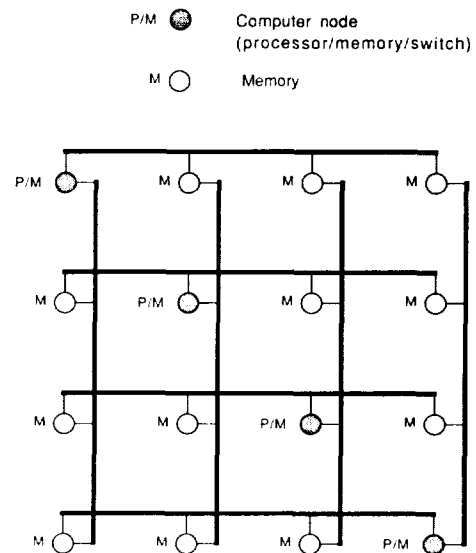 P/M Computer node
(processor/memory/switch)
M Memory
P/M M M M
M P/M M M
M M P/M M
M M M P/M